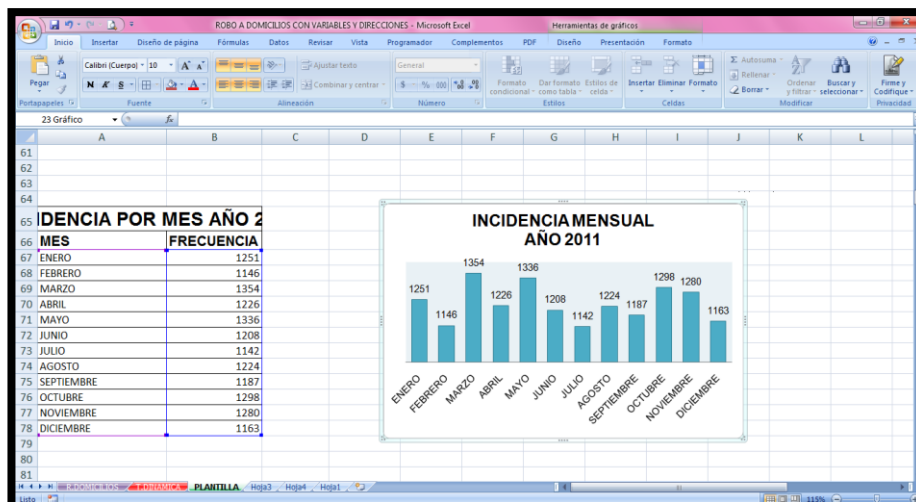 ROBO A DOMICILIOS CON VARIABLES Y DIRECCIONES - Microsoft Excel
Herramientas de gráficos
Inicio Insertar Diseño de página Fórmulas Datos Revisar Vista Programador Complementos PDF Diseño Presentación Formato
Calibri (Cuerpo) 10
Ajustar texto
General
Σ Autosuma
Rellenar
Pegar
N K S
Combinar y centrar
$ % 000
Formato condicional
Dar formato como tabla
Estilos de celda
Insertar Eliminar Formato
Borrar
Ordenar y filtrar
Buscar y seleccionar
Firme y Codifique
Portapapeles Fuente Alineación Número Estilos Celdas Modificar Privacidad
23 Gráfico fx
A B C D E F G H I J K L
61
62
63
64
65 IDENCIA POR MES AÑO 2
66 MES FRECUENCIA
67 ENERO 1251
68 FEBRERO 1146
69 MARZO 1354
70 ABRIL 1226
71 MAYO 1336
72 JUNIO 1208
73 JULIO 1142
74 AGOSTO 1224
75 SEPTIEMBRE 1187
76 OCTUBRE 1298
77 NOVIEMBRE 1280
78 DICIEMBRE 1163
79
80
81
INCIDENCIA MENSUAL
AÑO 2011
1251 1146 1354 1226 1336 1208 1142 1224 1187 1298 1280 1163
ENERO FEBRERO MARZO ABRIL MAYO JUNIO JULIO AGOSTO SEPTIEMBRE OCTUBRE NOVIEMBRE DICIEMBRE
R.DOMICILIOS T.DINAMICA PLANTILLA Hoja3 Hoja4 Hoja1
Listo 115%